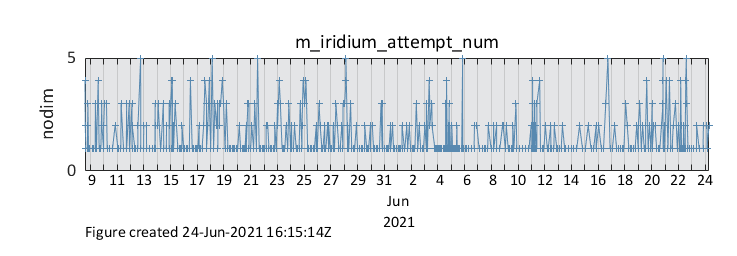 m_iridium_attempt_num
5
nodim
0
9 11 13 15 17 19 21 23 25 27 29 31 2 4 6 8 10 12 14 16 18 20 22 24
Jun
2021
Figure created 24-Jun-2021 16:15:14Z